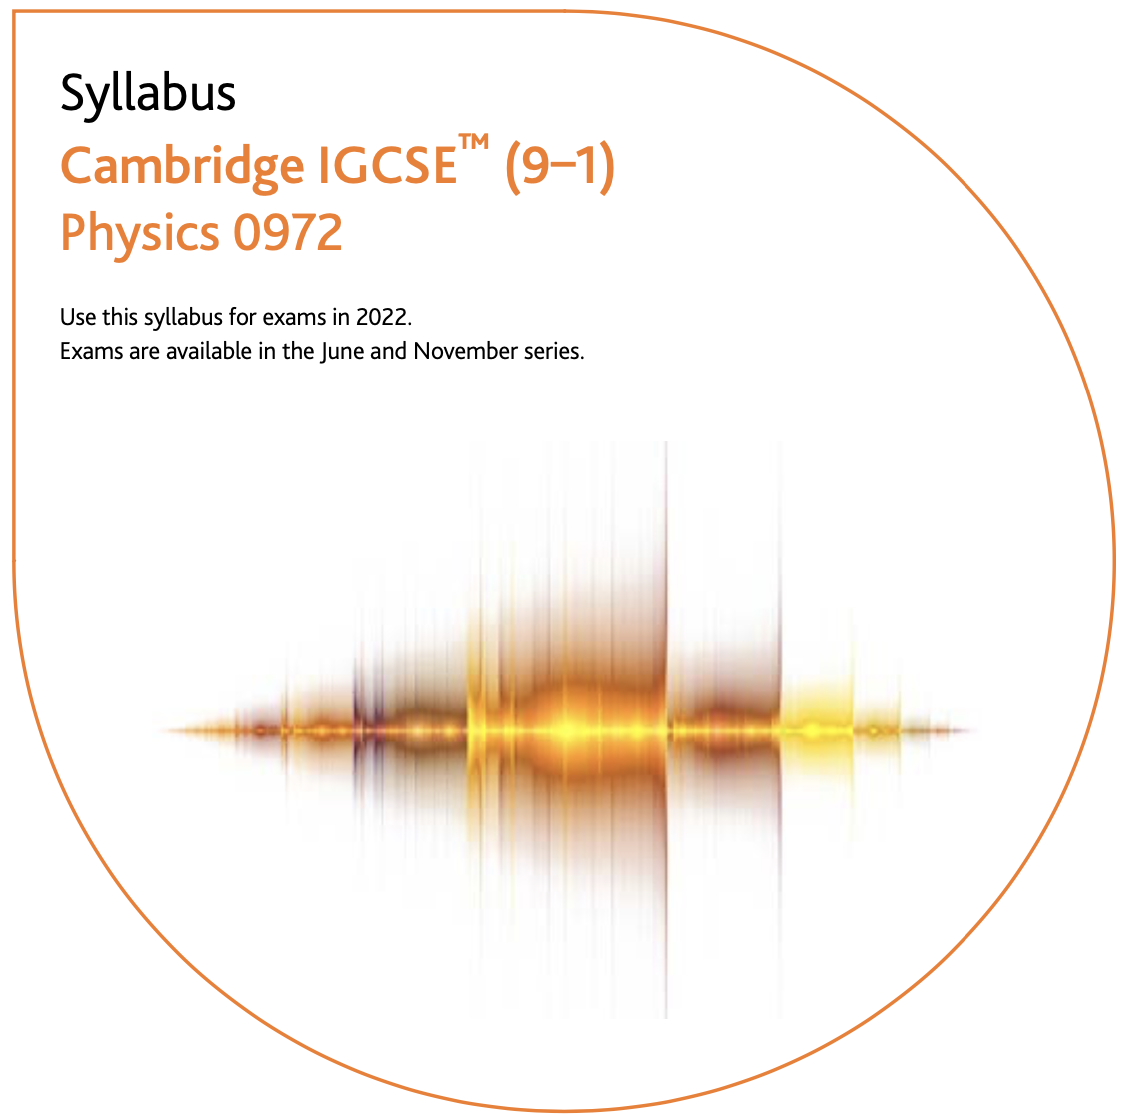 Syllabus
Cambridge IGCSE™ (9–1)
Physics 0972
Use this syllabus for exams in 2022.
Exams are available in the June and November series.